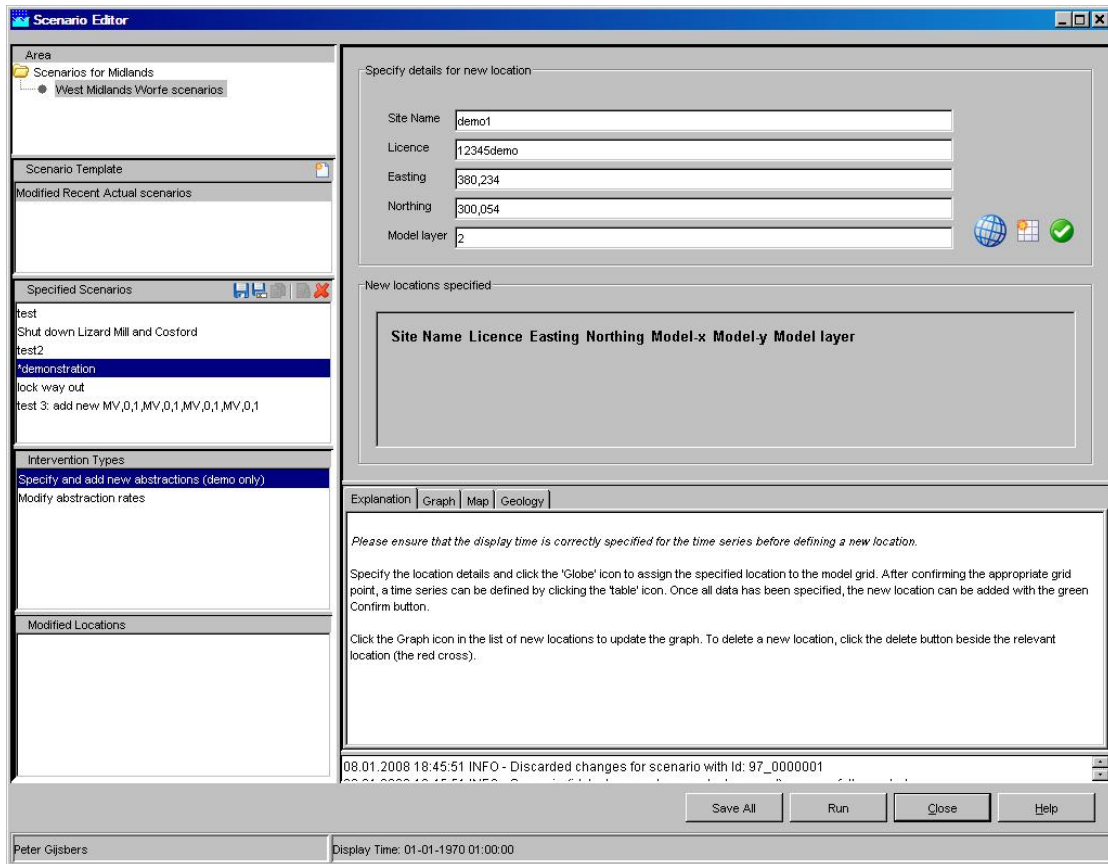 Scenario Editor
Area
Scenarios for Midlands
West Midlands Worfe scenarios
Scenario Template
Modified Recent Actual scenarios
Specified Scenarios
test
Shut down Lizard Mill and Cosford
test2
*demonstration
lock way out
test 3: add new MV,0,1,MV,0,1,MV,0,1,MV,0,1
Intervention Types
Specify and add new abstractions (demo only)
Modify abstraction rates
Modified Locations
Specify details for new location
Site Name demo1
Licence 12345demo
Easting 380,234
Northing 300,054
Model layer 2
New locations specified
Site Name Licence Easting Northing Model-x Model-y Model layer
Explanation Graph Map Geology
Please ensure that the display time is correctly specified for the time series before defining a new location.
Specify the location details and click the 'Globe' icon to assign the specified location to the model grid. After confirming the appropriate grid
point, a time series can be defined by clicking the 'table' icon. Once all data has been specified, the new location can be added with the green
Confirm button.
Click the Graph icon in the list of new locations to update the graph. To delete a new location, click the delete button beside the relevant
location (the red cross).
08.01.2008 18:45:51 INFO - Discarded changes for scenario with Id: 97_0000001
Save All Run Close Help
Peter Gijsbers Display Time: 01-01-1970 01:00:00